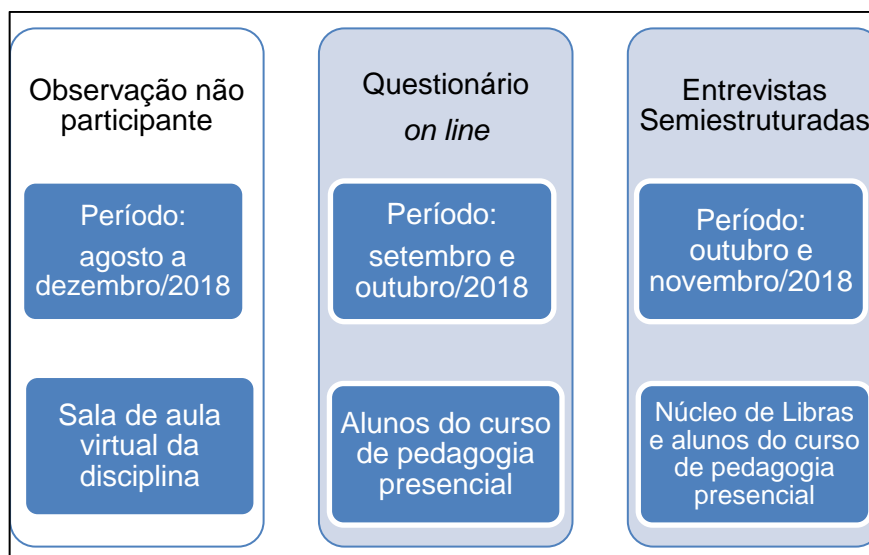 Observação não
participante
Período:
agosto a
dezembro/2018
Sala de aula
virtual da
disciplina
Questionário
on line
Período:
setembro e
outubro/2018
Alunos do curso
de pedagogia
presencial
Entrevistas
Semiestruturadas
Período:
outubro e
novembro/2018
Núcleo de Libras
e alunos do curso
de pedagogia
presencial